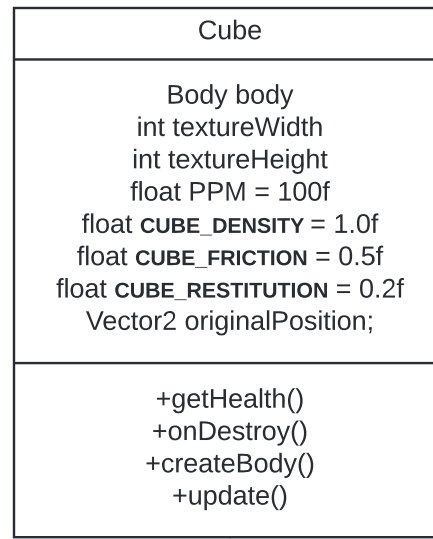 Cube
Body body
int textureWidth
int textureHeight
float PPM = 100f
float CUBE_DENSITY = 1.0f
float CUBE_FRICTION = 0.5f
float CUBE_RESTITUTION = 0.2f
Vector2 originalPosition;
+getHealth()
+onDestroy()
+createBody()
+update()